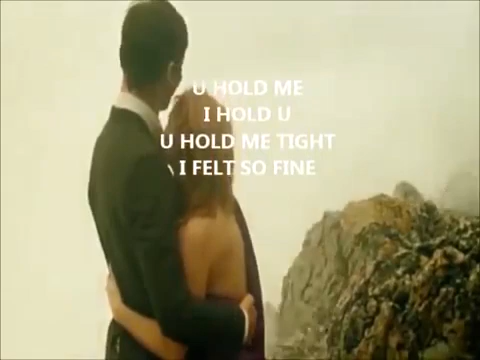 U HOLD ME
I HOLD U
U HOLD ME TIGHT
I FELT SO FINE